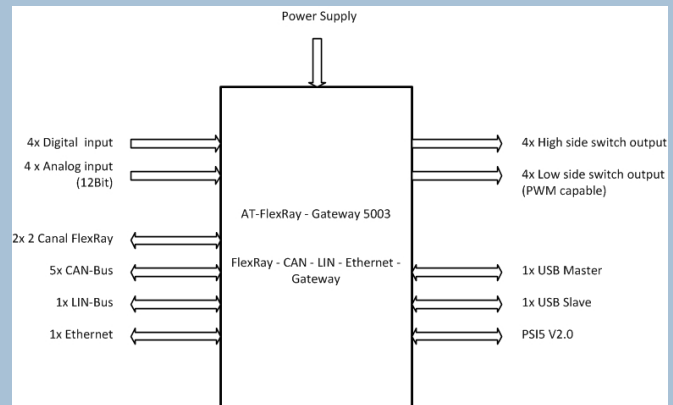 Power Supply
4x Digital input
4 x Analog input
(12Bit)
2x 2 Canal FlexRay
5x CAN-Bus
1x LIN-Bus
1x Ethernet
AT-FlexRay - Gateway 5003
FlexRay - CAN - LIN - Ethernet -
Gateway
4x High side switch output
4x Low side switch output
(PWM capable)
1x USB Master
1x USB Slave
PSI5 V2.0